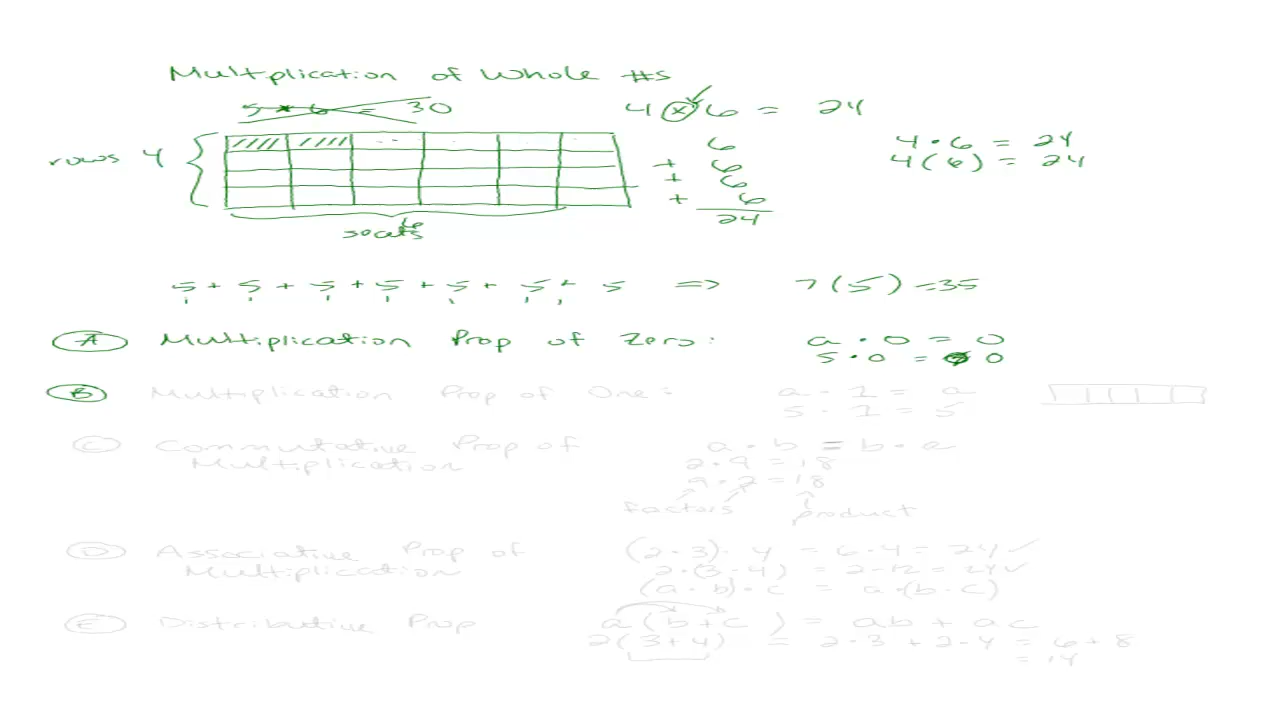 Multiplication of Whole #s
5 * 6 = 30
4 × 6 = 24
rows 4
6
+ 6
+ 6
+ 6
24
4 · 6 = 24
4(6) = 24
6
seats
5 + 5 + 5 + 5 + 5 + 5 + 5 => 7(5) = 35
A Multiplication Prop of Zero: a · 0 = 0
5 · 0 = 0
B Multiplication Prop of One: a · 1 = a
5 · 1 = 5
C Commutative Prop of Multiplication a · b = b · a
2 · 9 = 18
9 · 2 = 18
factors product
D Associative Prop of Multiplication (2 · 3) · 4 = 6 · 4 = 24 ✓
2 · (3 · 4) = 2 · 12 = 24 ✓
(a · b) · c = a · (b · c)
E Distributive Prop a(b + c) = ab + ac
2(3 + 4) = 2 · 3 + 2 · 4 = 6 + 8
= 14